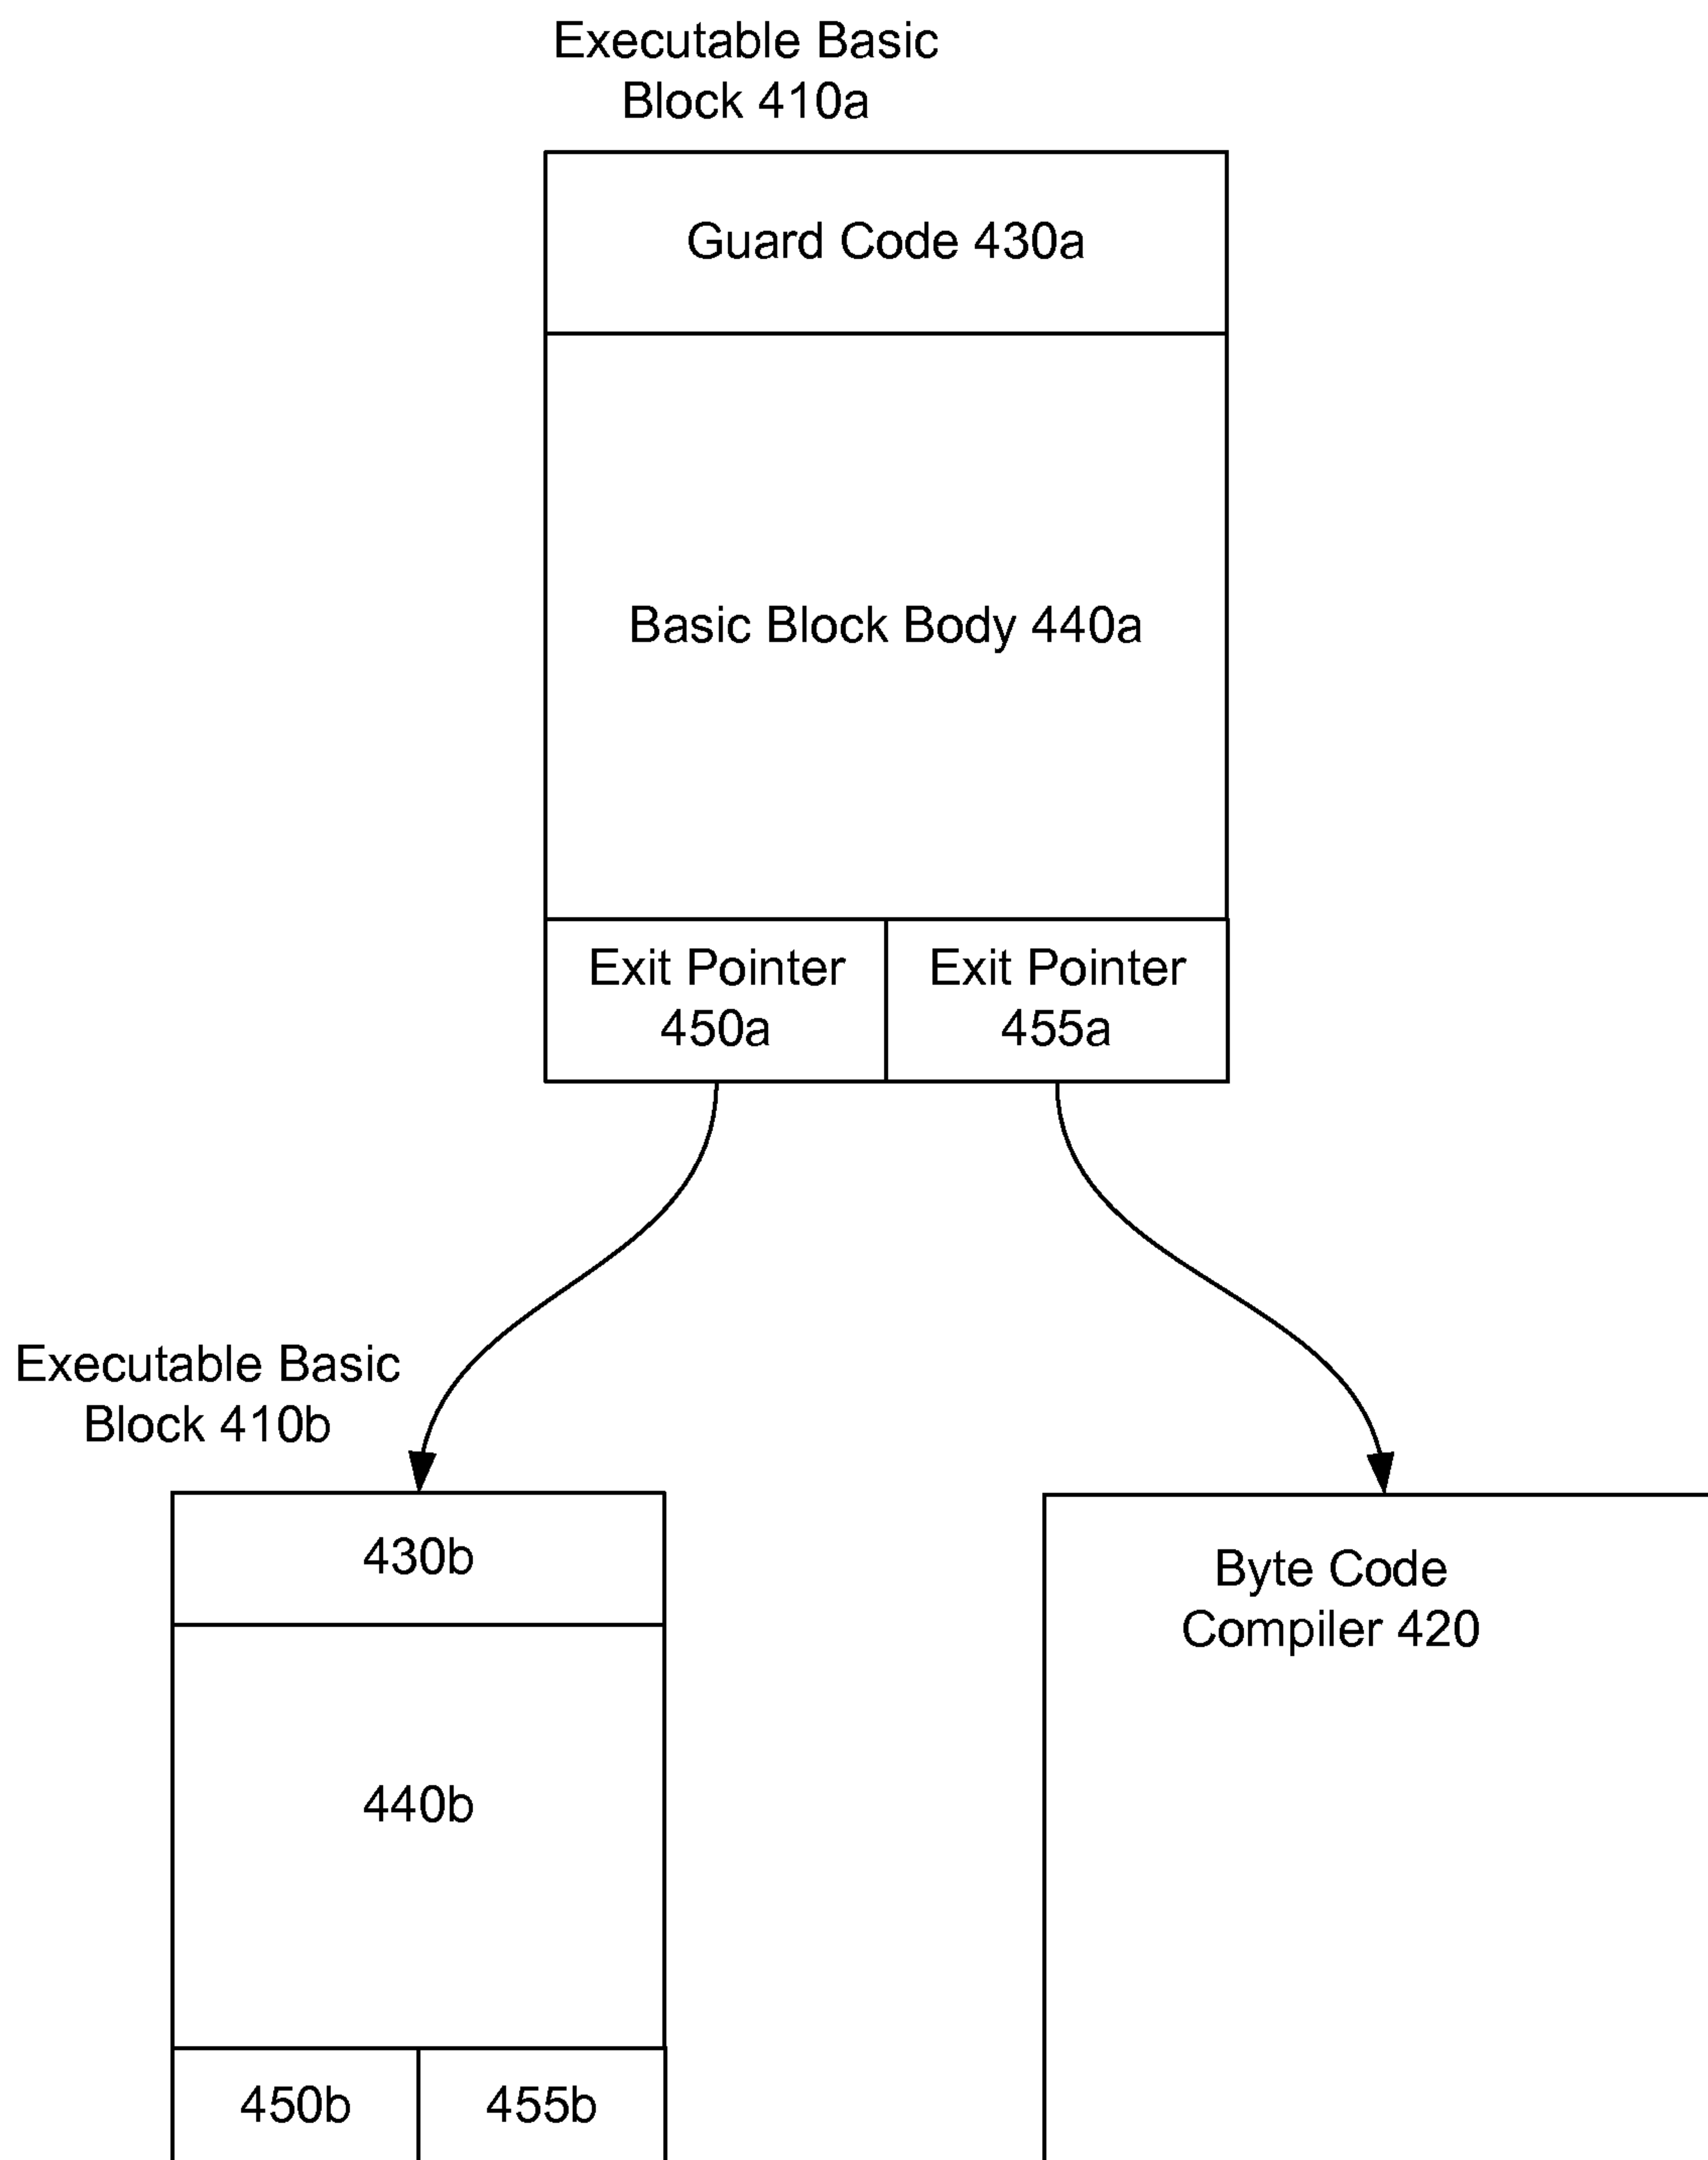 Executable Basic
Block 410a
Guard Code 430a
Basic Block Body 440a
Exit Pointer
450a
Exit Pointer
455a
Executable Basic
Block 410b
430b
440b
450b
455b
Byte Code
Compiler 420